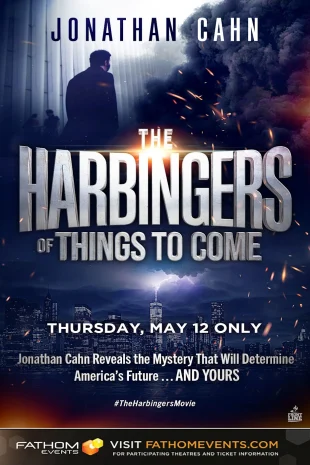 JONATHAN CAHN
THE
HARBINGERS
OF THINGS TO COME
THURSDAY, MAY 12 ONLY
Jonathan Cahn Reveals the Mystery That Will Determine
America's Future ... AND YOURS
#TheHarbingersMovie
FATHOM
EVENTS
VISIT FATHOMEVENTS.COM
FOR PARTICIPATING THEATRES AND TICKET INFORMATION